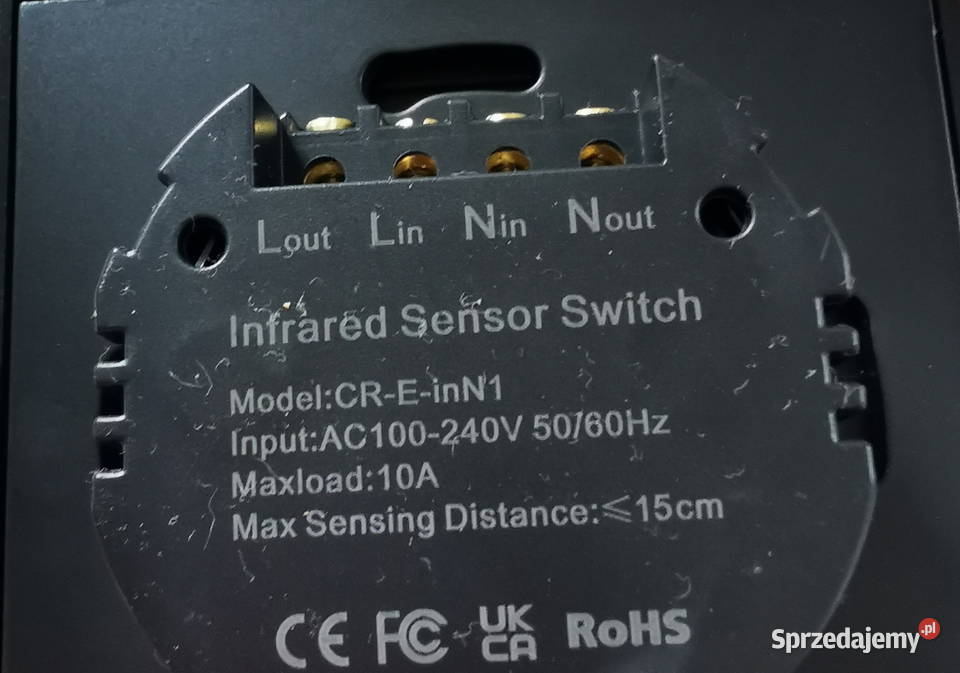 Lout Lin Nin Nout
Infrared Sensor Switch
Model:CR-E-inN1
Input:AC100-240V 50/60Hz
Maxload:10A
Max Sensing Distance:≤15cm
CE FC UK CA RoHS
Sprzedajemy.pl